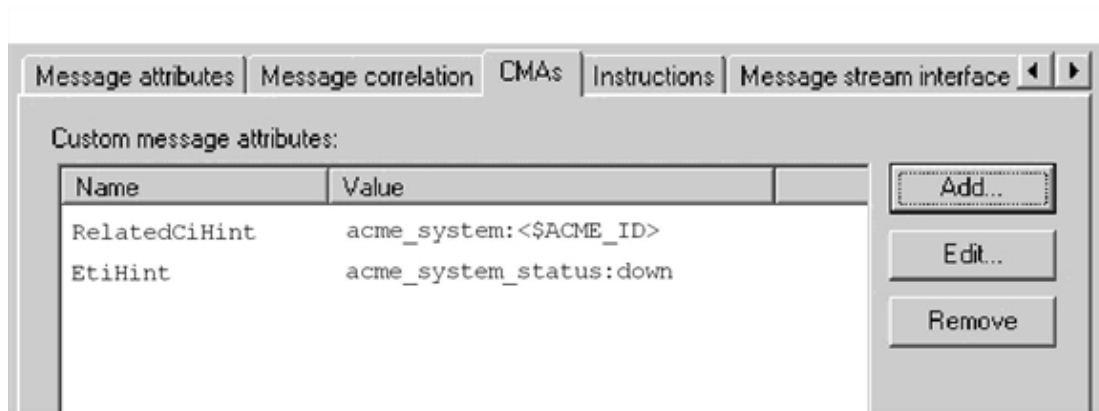 Message attributes Message correlation CMAs Instructions Message stream interface
Custom message attributes:
Name Value
Add...
RelatedCiHint acme_system:<$ACME_ID>
Edit...
EtiHint acme_system_status:down
Remove